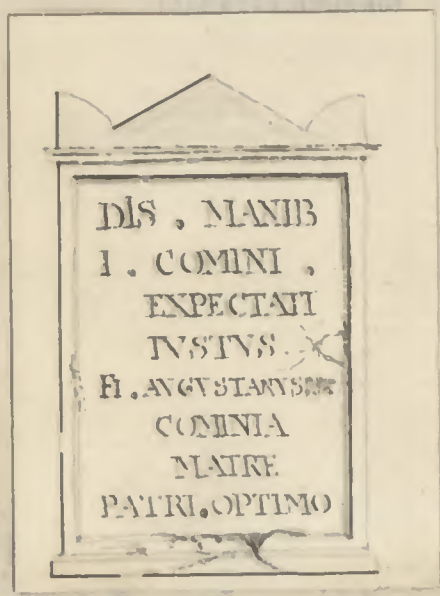 DIS . MANIB
I . COMINI .
EXPECTATI
IVSTVS
FI . AVGVSTANVS
COMINIA
MATRE
PATRI . OPTIMO